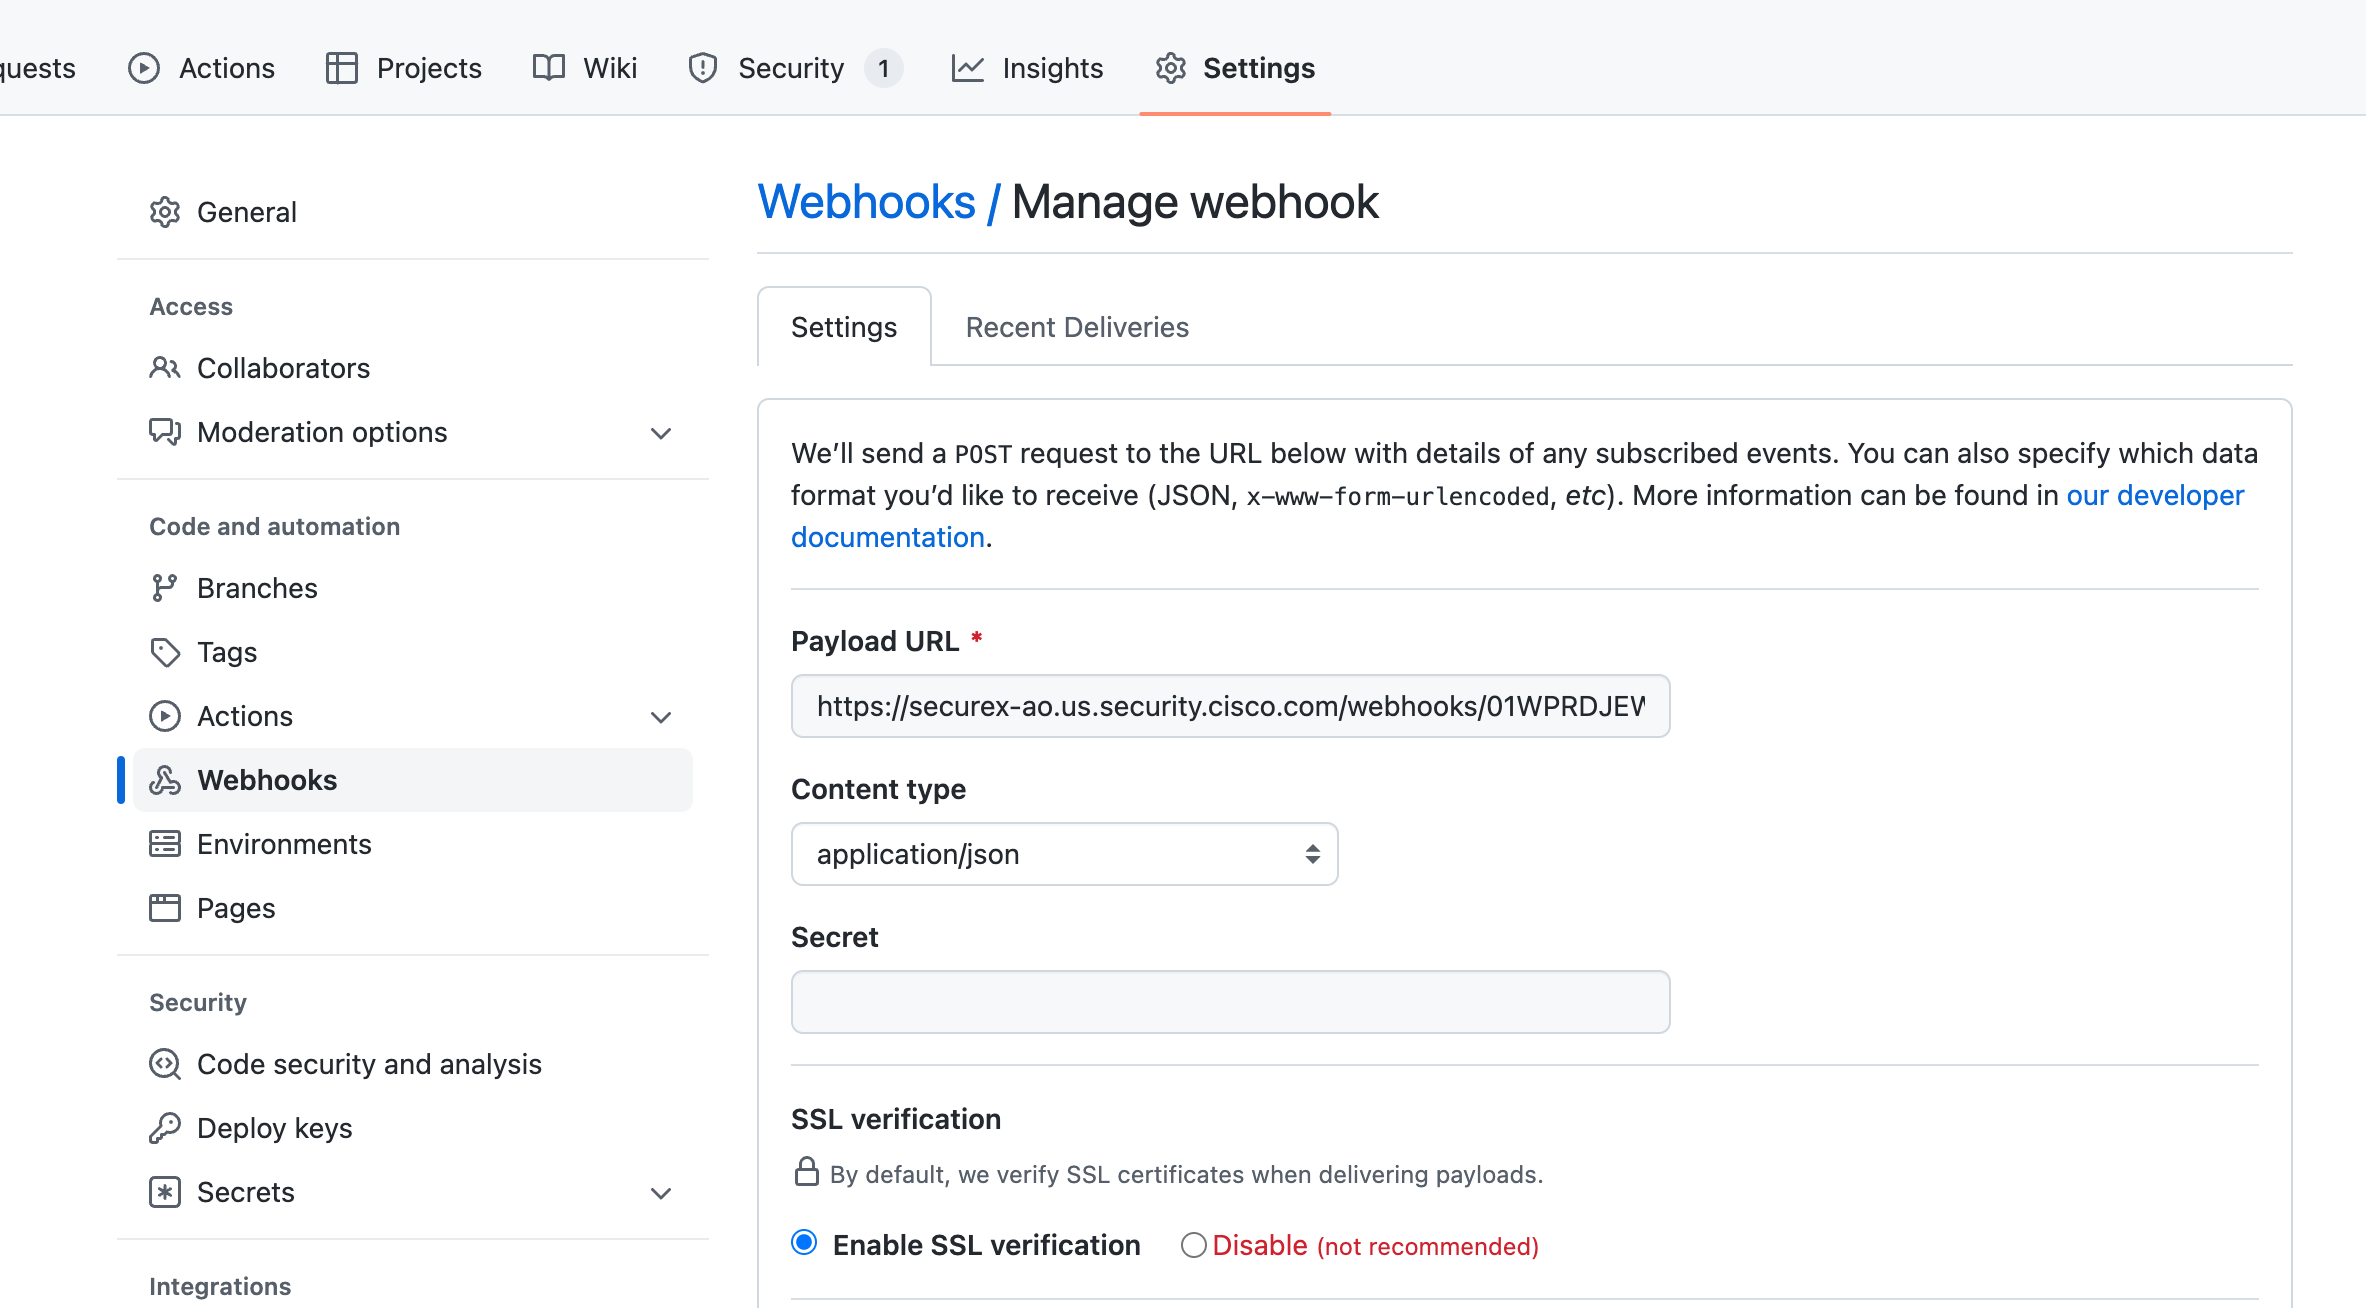 quests Actions Projects Wiki Security 1 Insights Settings
General
Access
Collaborators
Moderation options
Code and automation
Branches
Tags
Actions
Webhooks
Environments
Pages
Security
Code security and analysis
Deploy keys
Secrets
Integrations
Webhooks / Manage webhook
Settings Recent Deliveries
We’ll send a POST request to the URL below with details of any subscribed events. You can also specify which data
format you’d like to receive (JSON, x-www-form-urlencoded, etc). More information can be found in our developer
documentation.
Payload URL *
https://securex-ao.us.security.cisco.com/webhooks/01WPRDJEW
Content type
application/json
Secret
SSL verification
By default, we verify SSL certificates when delivering payloads.
Enable SSL verification Disable (not recommended)